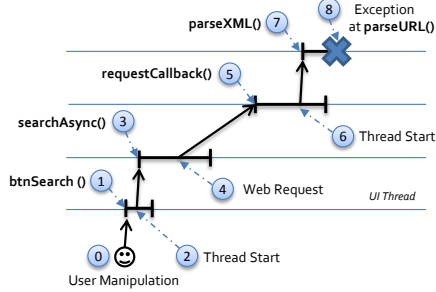 8 Exception
at parseURL()
parseXML() 7
requestCallback() 5
6 Thread Start
searchAsync() 3
4 Web Request
btnSearch () 1
UI Thread
0
2 Thread Start
User Manipulation